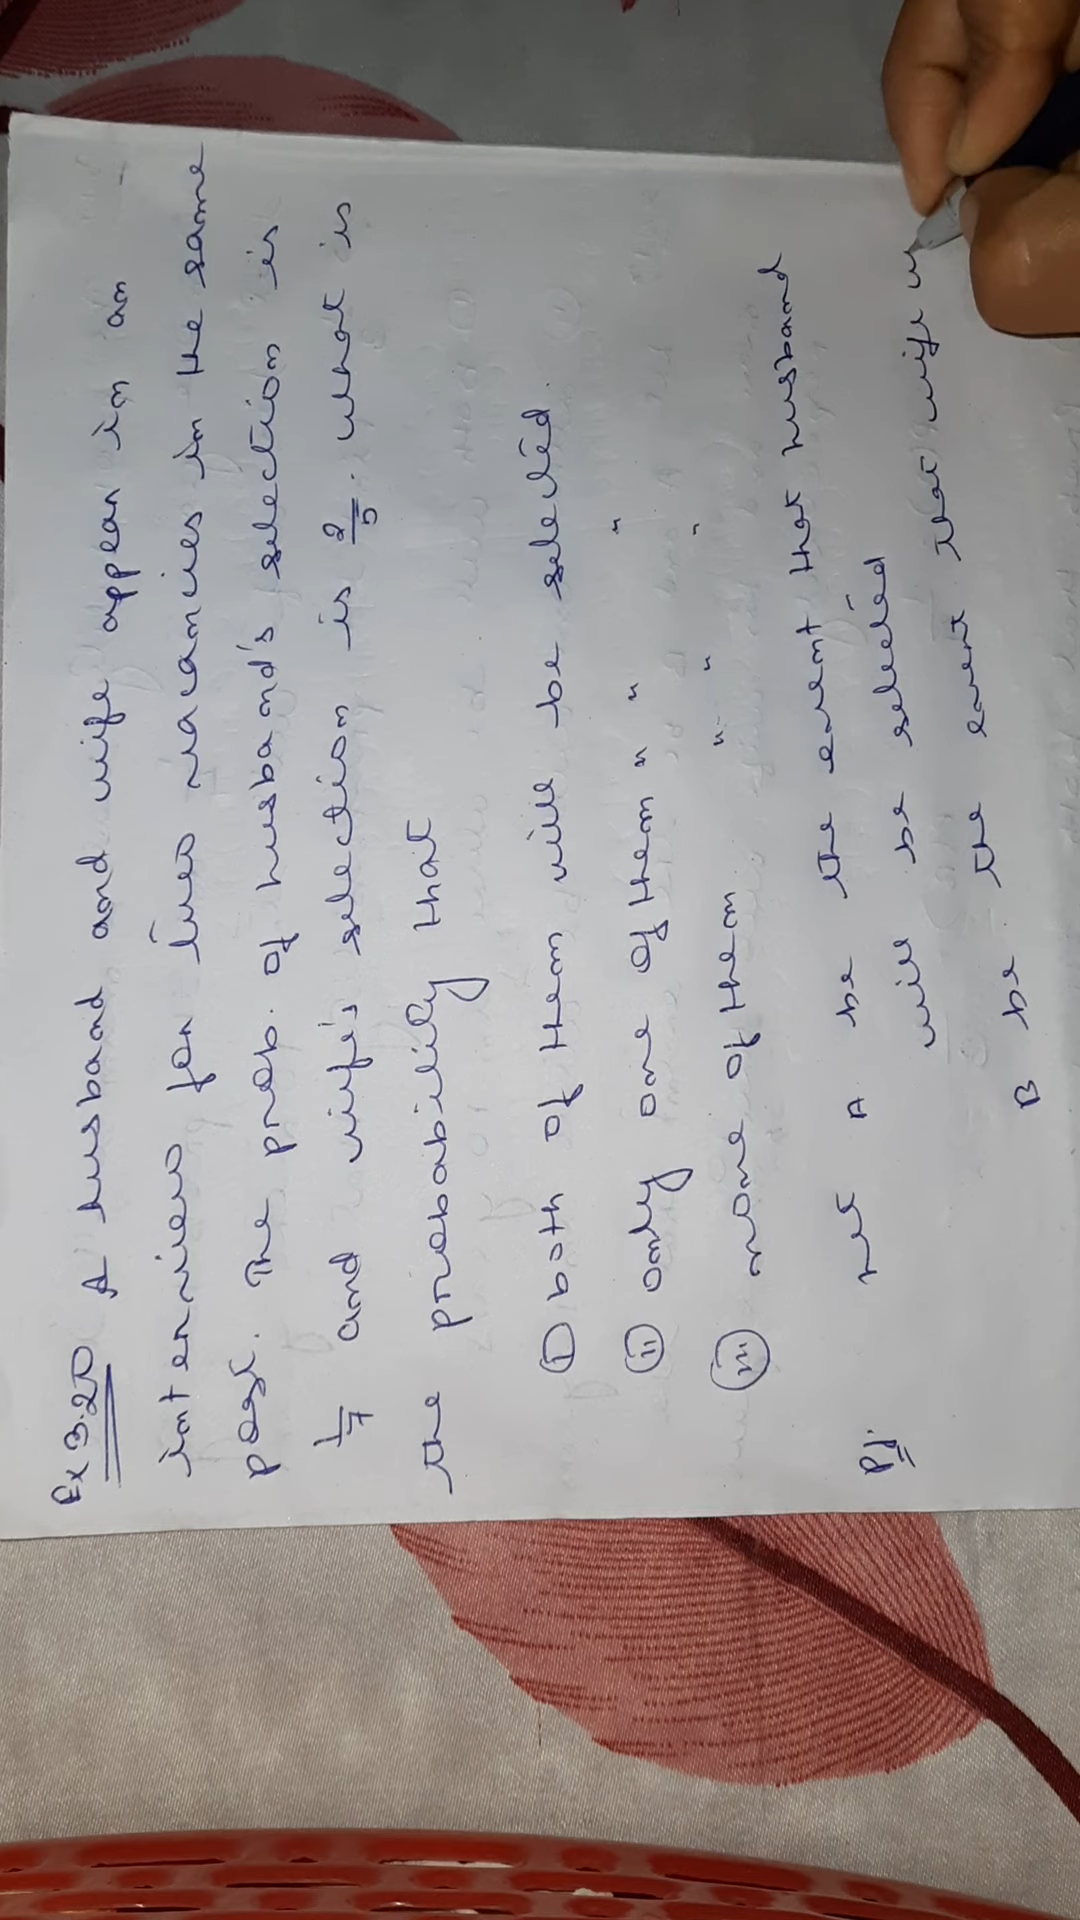 Ex 3.20 A husband and wife appear in an
interview for two vacancies in the same
post. The prob. of husband's selection is
1/7 and wife's selection is 2/5. what is
the probability that
(i) both of them will be selected.
(ii) only one of them " " "
(iii) none of them " " "
Pf. Let A be the event that husband
will be selected
B be the event that wife w